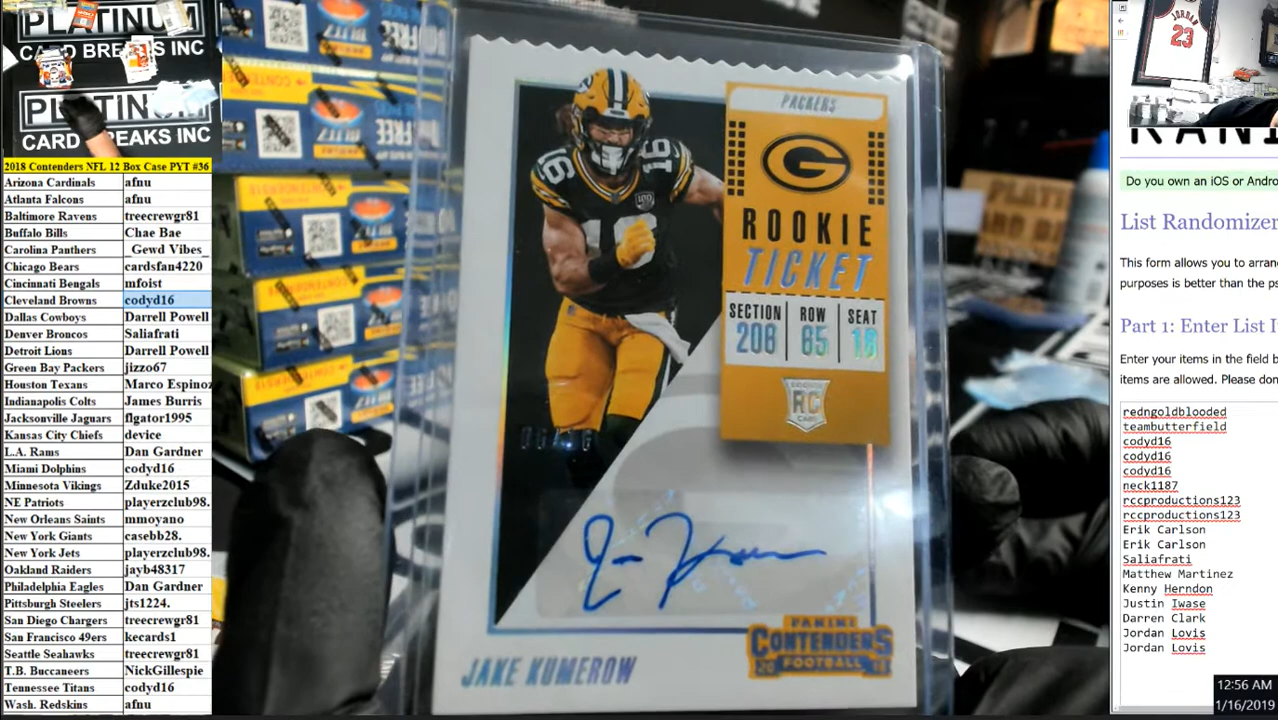 PLATINUM
CARD BREAKS INC
PLATINUM
CARD BREAKS INC
2018 Contenders NFL 12 Box Case PYT #36
Arizona Cardinals afnu
Atlanta Falcons afnu
Baltimore Ravens treecrewgr81
Buffalo Bills Chae Bae
Carolina Panthers _Gewd Vibes_
Chicago Bears cardsfan4220
Cincinnati Bengals mfoist
Cleveland Browns codyd16
Dallas Cowboys Darrell Powell
Denver Broncos Saliafrati
Detroit Lions Darrell Powell
Green Bay Packers jizzo67
Houston Texans Marco Espinoz
Indianapolis Colts James Burris
Jacksonville Jaguars flgator1995
Kansas City Chiefs device
L.A. Rams Dan Gardner
Miami Dolphins codyd16
Minnesota Vikings Zduke2015
NE Patriots playerzclub98.
New Orleans Saints mmoyano
New York Giants casebb28.
New York Jets playerzclub98.
Oakland Raiders jayb48317
Philadelphia Eagles Dan Gardner
Pittsburgh Steelers jts1224.
San Diego Chargers treecrewgr81
San Francisco 49ers kecards1
Seattle Seahawks treecrewgr81
T.B. Buccaneers NickGillespie
Tennessee Titans codyd16
Wash. Redskins afnu
PACKERS
G
ROOKIE
TICKET
SECTION ROW SEAT
208 65 18
RC
CARD
16 16
16
PANINI
CONTENDERS
20 FOOTBALL 18
JAKE KUMEROW
JORDAN
23
Do you own an iOS or Andro
List Randomizer
This form allows you to arran
purposes is better than the ps
Part 1: Enter List I
Enter your items in the field b
items are allowed. Please don
redngoldblooded
teambutterfield
codyd16
codyd16
codyd16
neck1187
rccproductions123
rccproductions123
Erik Carlson
Erik Carlson
Saliafrati
Matthew Martinez
Kenny Herndon
Justin Iwase
Darren Clark
Jordan Lovis
Jordan Lovis
12:56 AM
1/16/2019